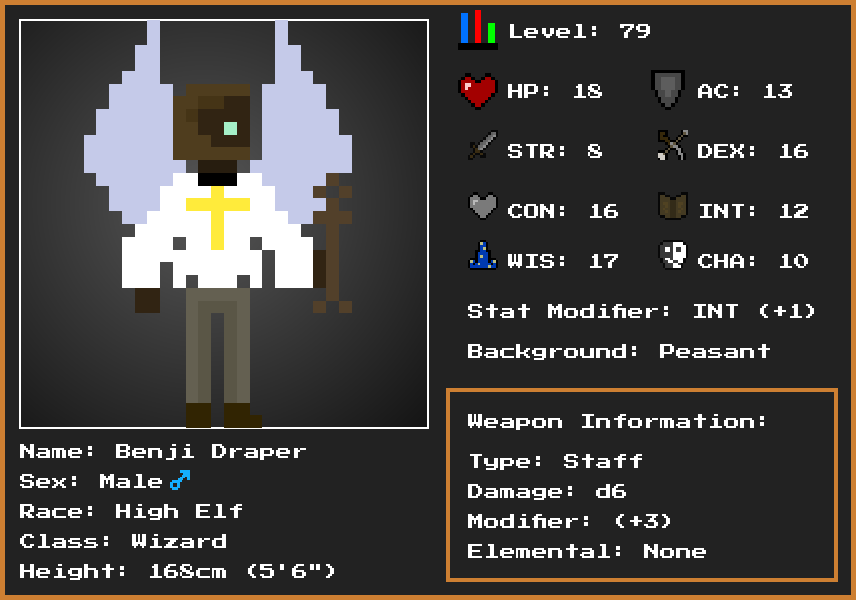 Level: 79
HP: 18
AC: 13
STR: 8
DEX: 16
CON: 16
INT: 12
WIS: 17
CHA: 10
Stat Modifier: INT (+1)
Background: Peasant
Weapon Information:
Type: Staff
Damage: d6
Modifier: (+3)
Elemental: None
Name: Benji Draper
Sex: Male♂
Race: High Elf
Class: Wizard
Height: 168cm (5'6")